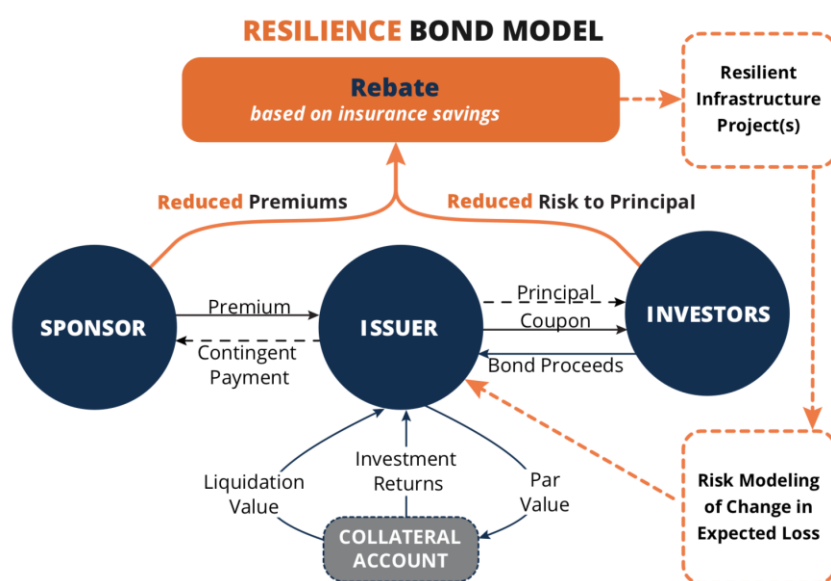 RESILIENCE BOND MODEL
Rebate
based on insurance savings
Resilient
Infrastructure
Project(s)
Reduced Premiums
Reduced Risk to Principal
SPONSOR
Premium
Contingent
Payment
ISSUER
Principal
Coupon
Bond Proceeds
INVESTORS
Liquidation
Value
Investment
Returns
Par
Value
COLLATERAL
ACCOUNT
Risk Modeling
of Change in
Expected Loss